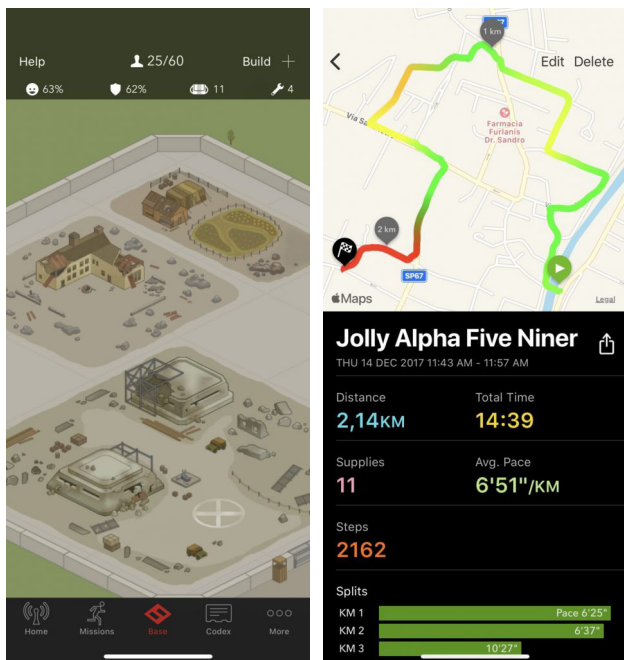 Help
25/60
Build +
63%
62%
11
4
Home
Missions
Base
Codex
More
1 km
Edit Delete
Farmacia
Furlanis
Dr. Sandro
2 km
SP67
Maps
Legal
Jolly Alpha Five Niner
THU 14 DEC 2017 11:43 AM - 11:57 AM
Distance
Total Time
2,14KM
14:39
Supplies
Avg. Pace
11
6'51"/KM
Steps
2162
Splits
KM 1
Pace 6'25"
KM 2
6'37"
KM 3
10'27"